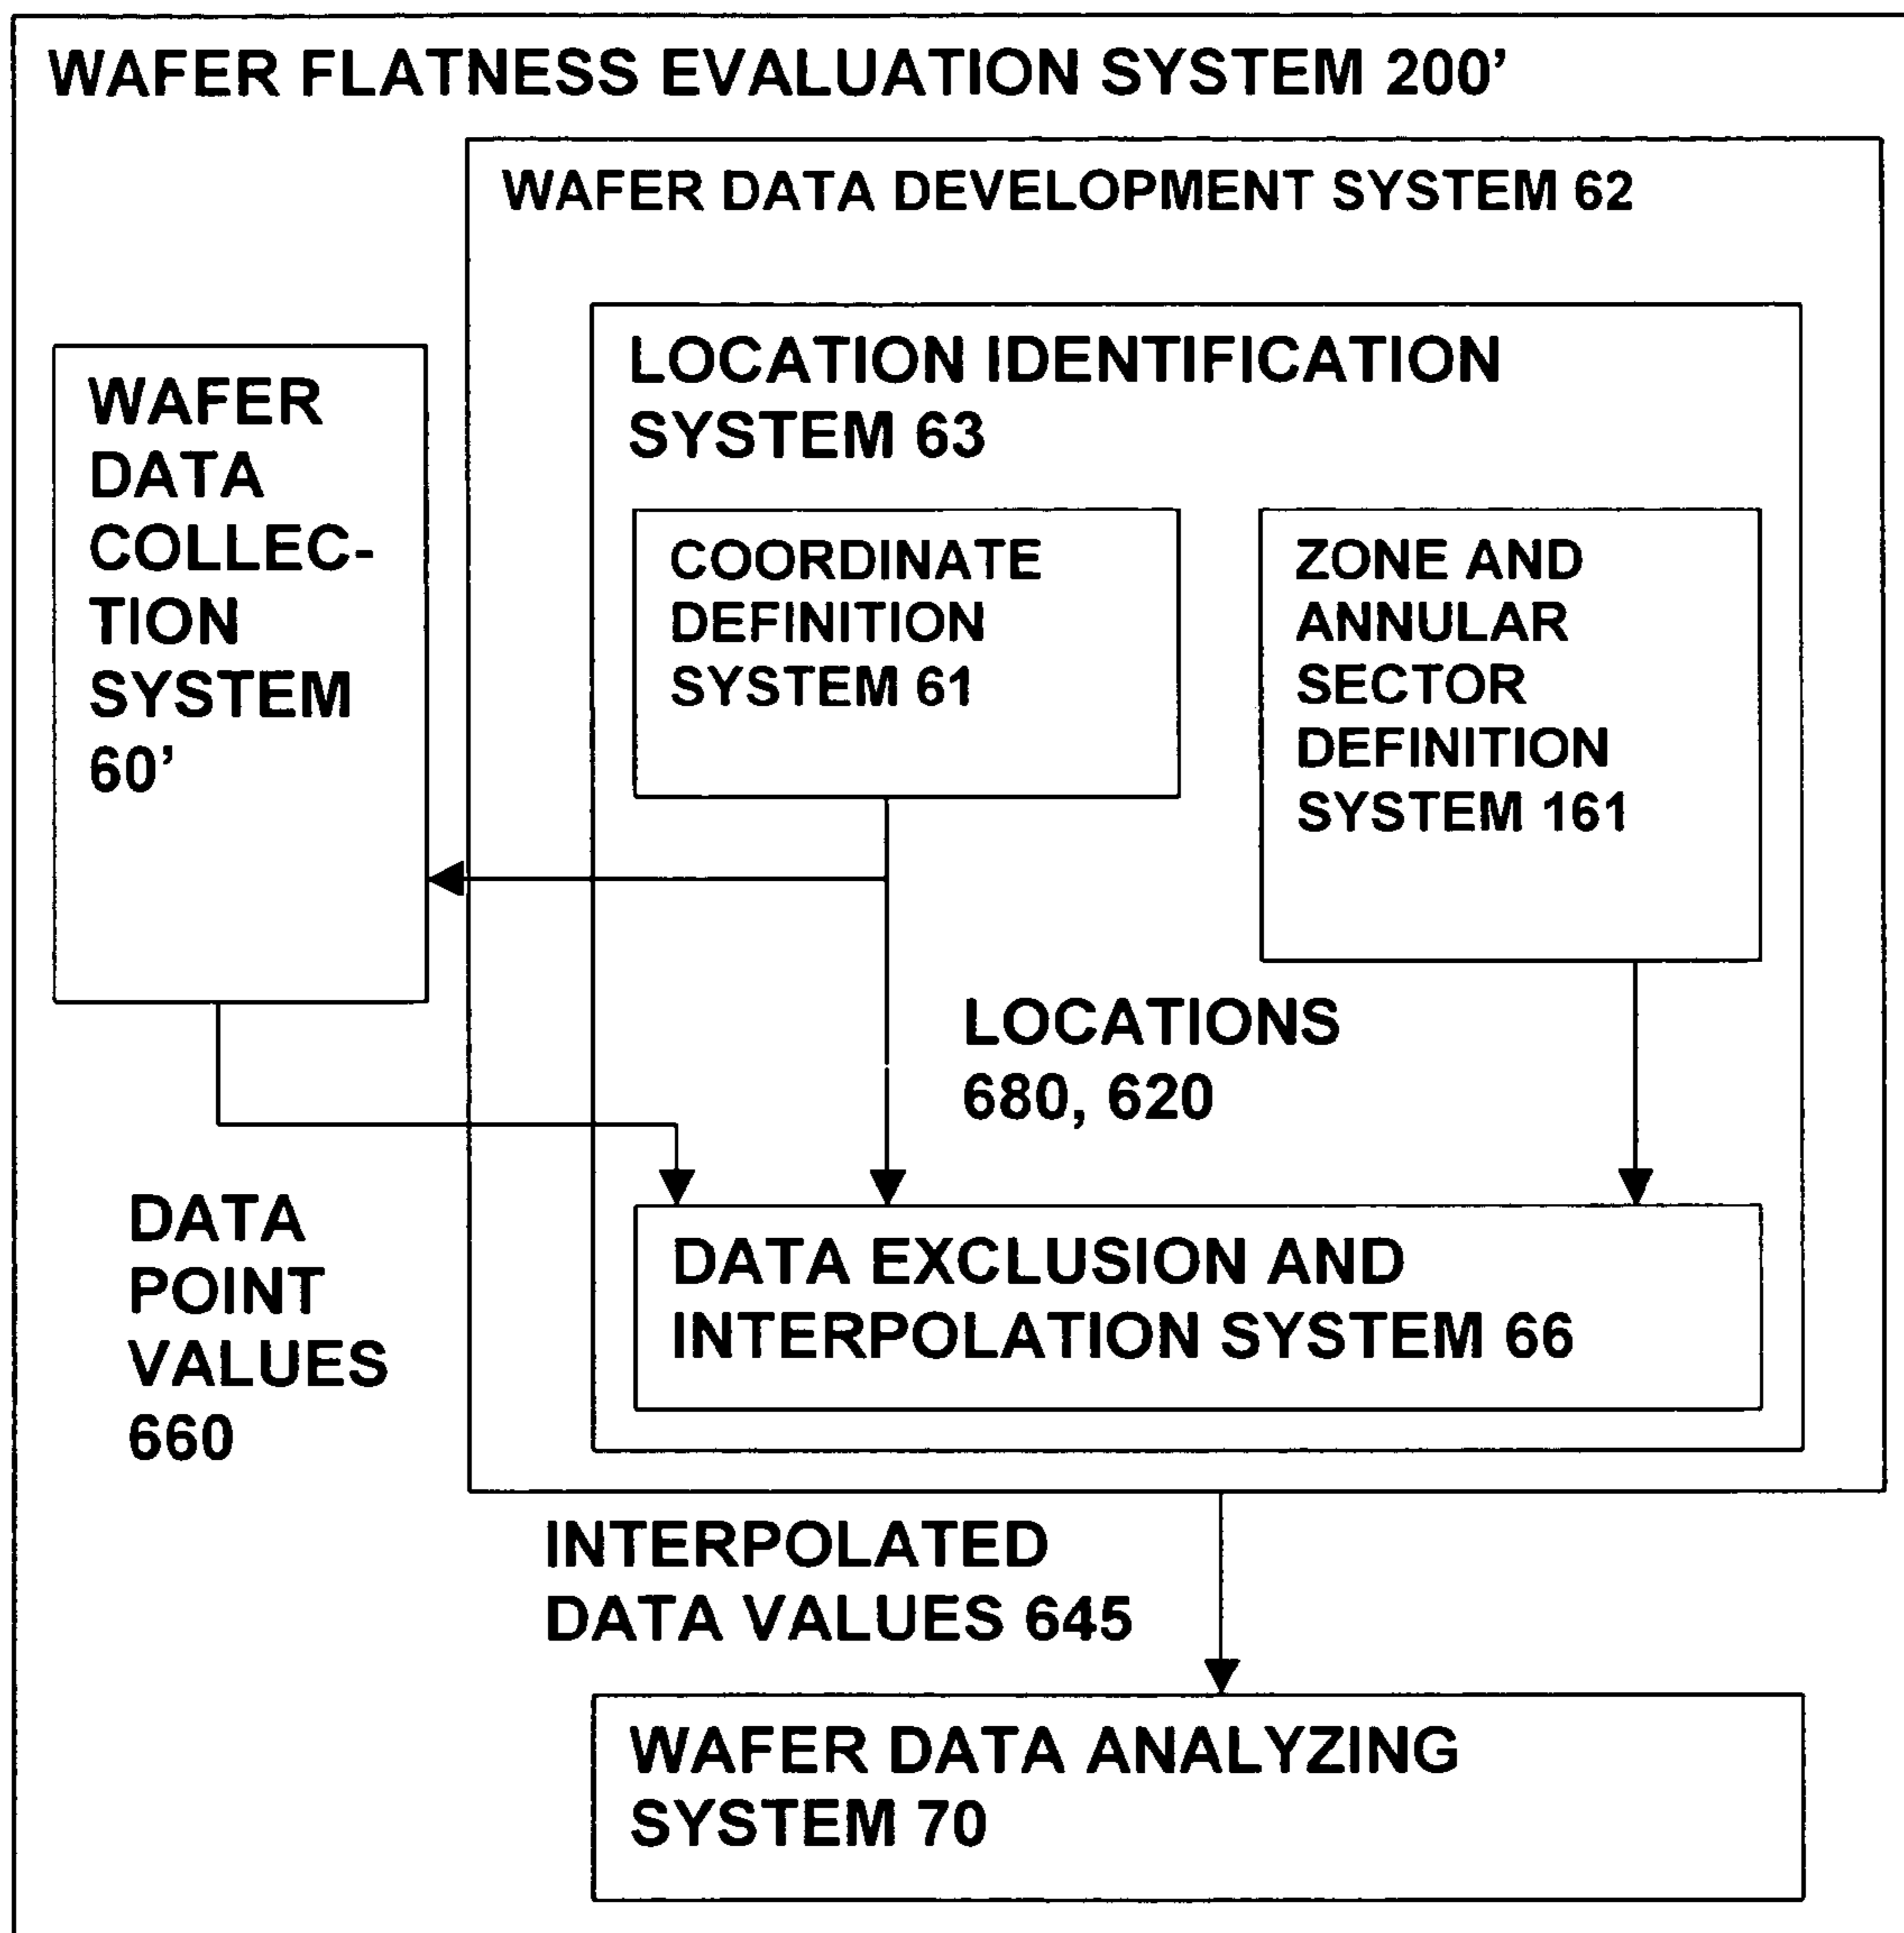 WAFER FLATNESS EVALUATION SYSTEM 200’
WAFER DATA DEVELOPMENT SYSTEM 62
WAFER
DATA
COLLEC-
TION
SYSTEM
60’
LOCATION IDENTIFICATION
SYSTEM 63
COORDINATE
DEFINITION
SYSTEM 61
ZONE AND
ANNULAR
SECTOR
DEFINITION
SYSTEM 161
LOCATIONS
680, 620
DATA
POINT
VALUES
660
DATA EXCLUSION AND
INTERPOLATION SYSTEM 66
INTERPOLATED
DATA VALUES 645
WAFER DATA ANALYZING
SYSTEM 70